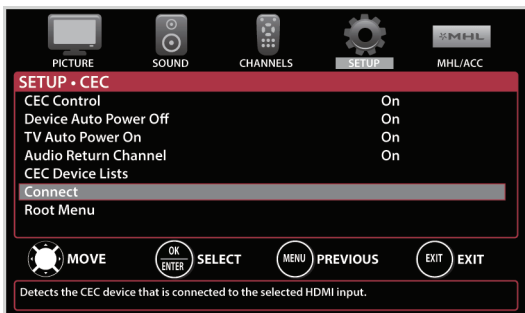 MHL
PICTURE SOUND CHANNELS SETUP MHL/ACC
SETUP • CEC
CEC Control On
Device Auto Power Off On
TV Auto Power On On
Audio Return Channel On
CEC Device Lists
Connect
Root Menu
MOVE OK ENTER SELECT MENU PREVIOUS EXIT EXIT
Detects the CEC device that is connected to the selected HDMI input.